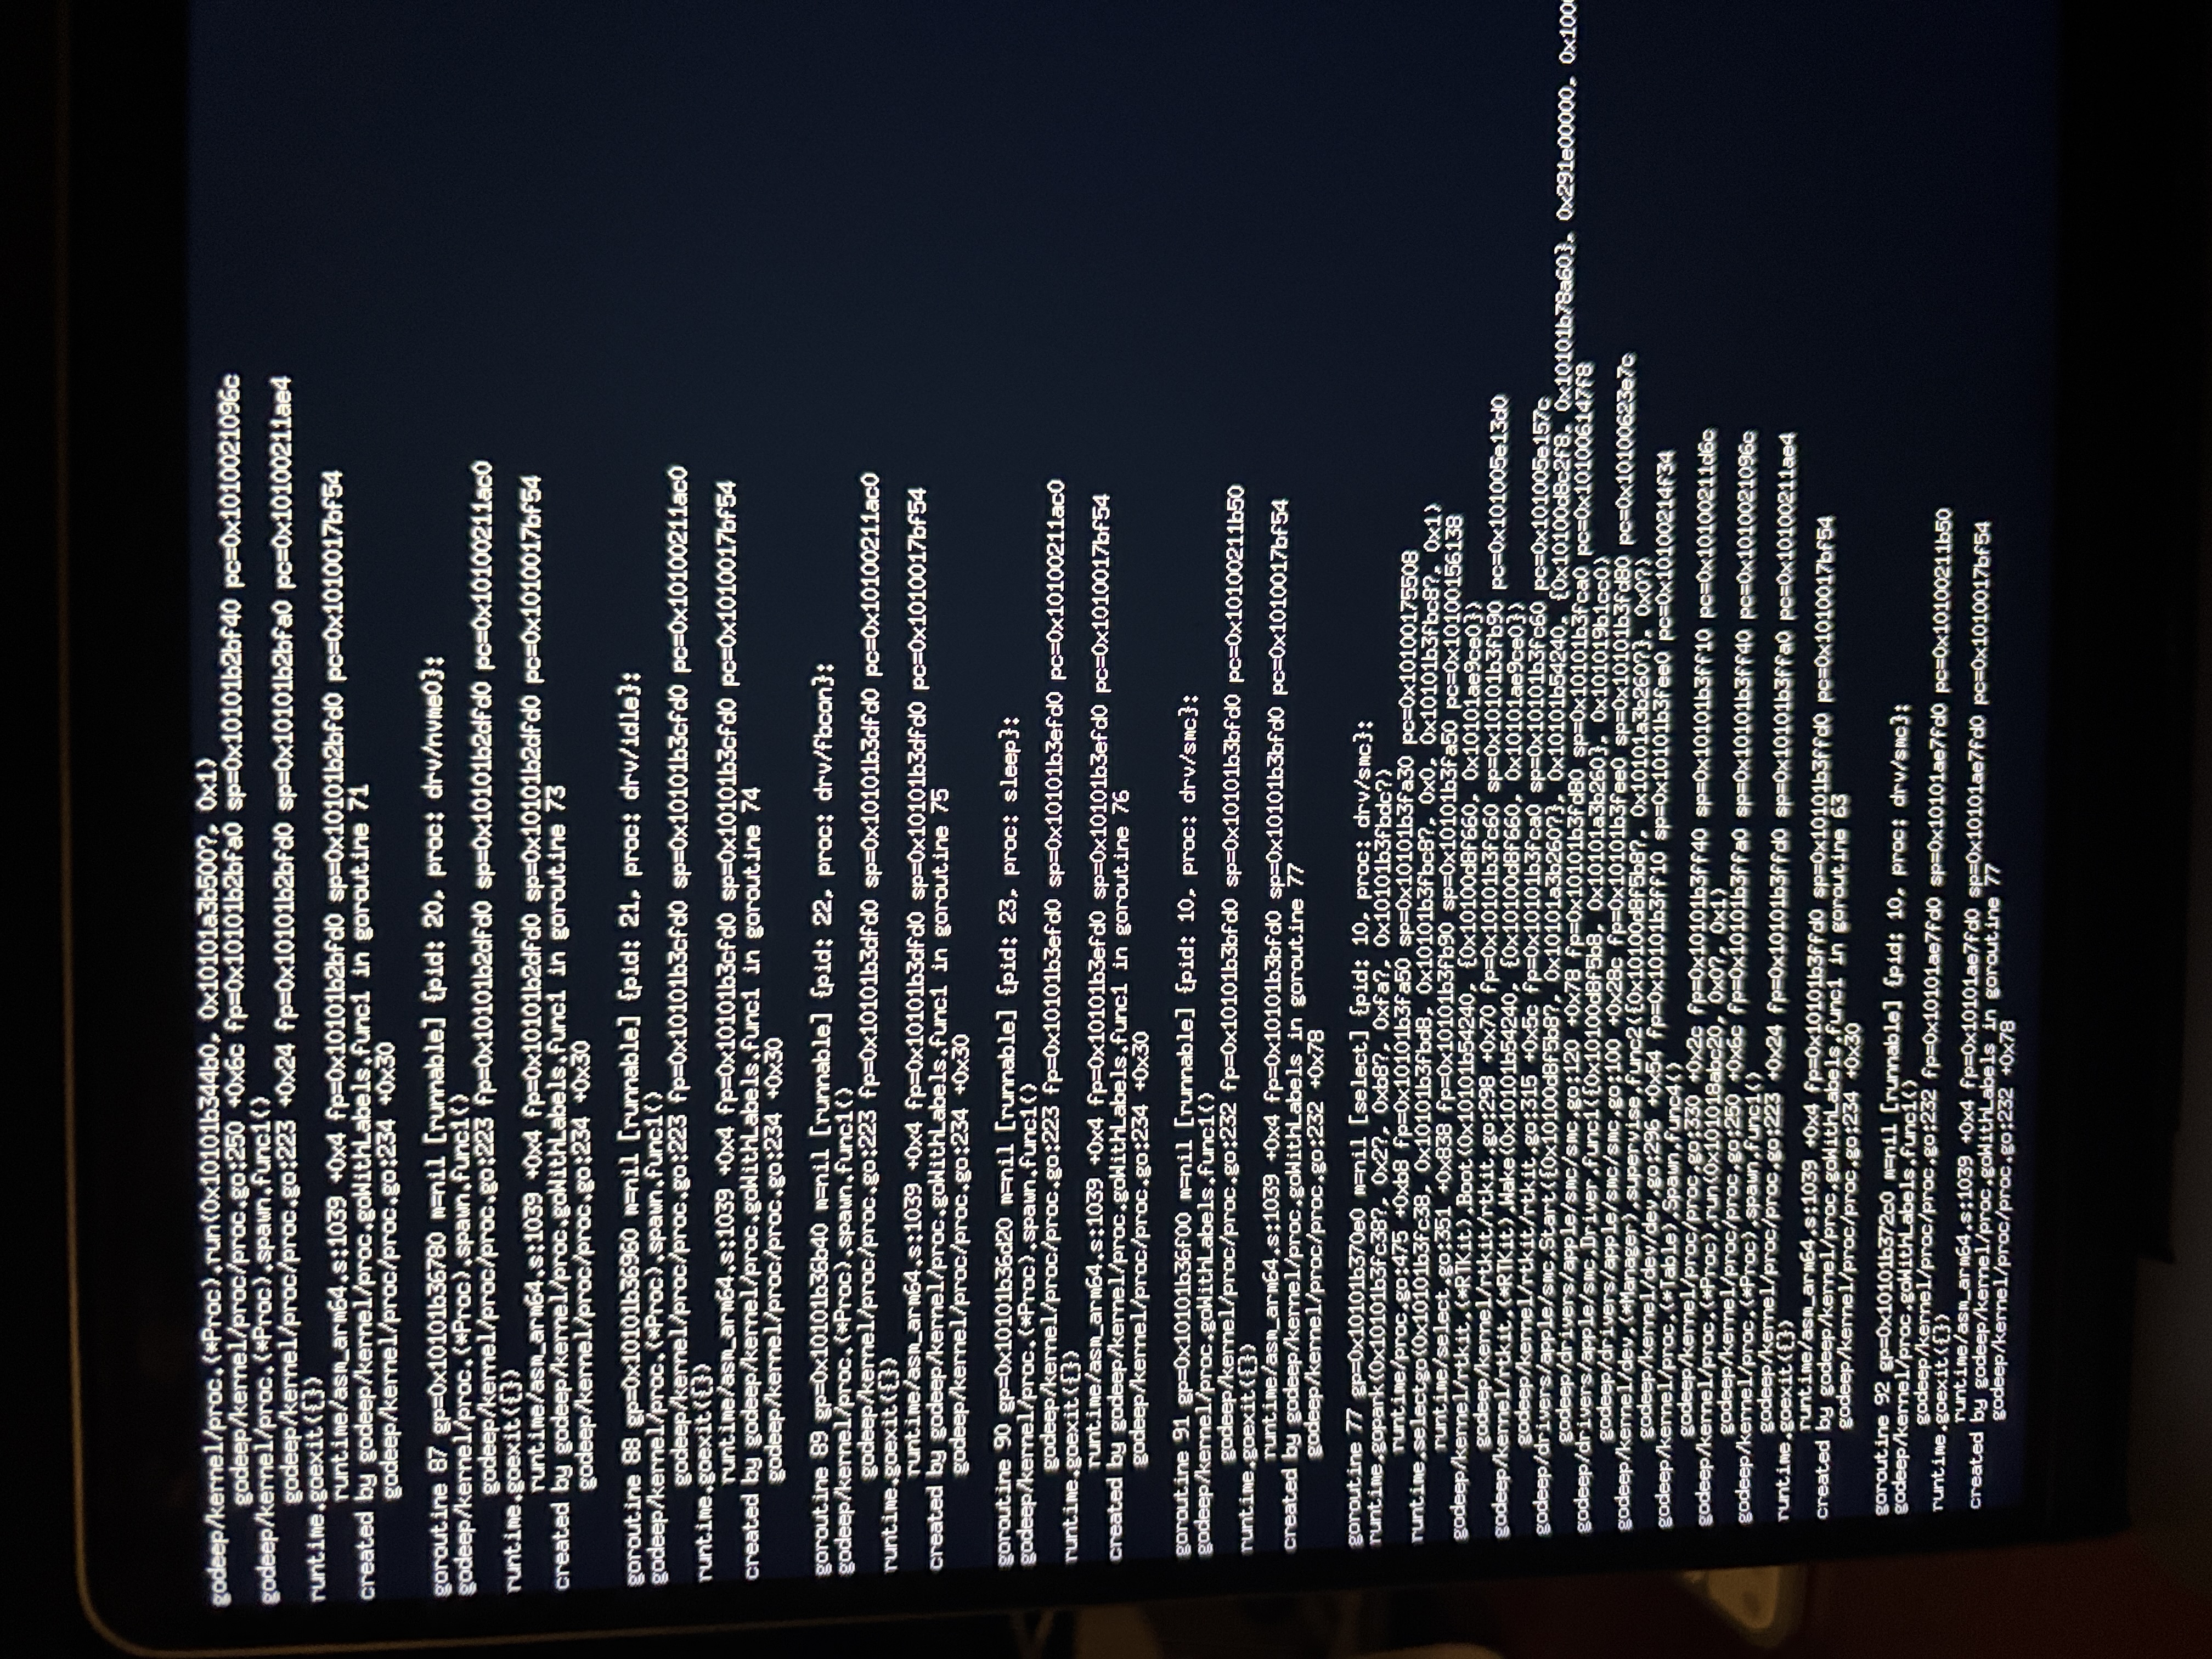 godeep/kernel/proc.(*Proc).run(0x10101b344b0, 0x10101a3b500?, 0x1)
godeep/kernel/proc/proc.go:250 +0x6c fp=0x10101b2bfa0 sp=0x10101b2bf40 pc=0x1010021096c
godeep/kernel/proc.(*Proc).spawn.func1()
godeep/kernel/proc/proc.go:223 +0x24 fp=0x10101b2bfd0 sp=0x10101b2bfa0 pc=0x10100211ae4
runtime.goexit({})
runtime/asm_arm64.s:1039 +0x4 fp=0x10101b2bfd0 sp=0x10101b2bfd0 pc=0x1010017bf54
created by godeep/kernel/proc.goWithLabels.func1 in goroutine 71
godeep/kernel/proc/proc.go:234 +0x30
goroutine 87 gp=0x10101b36780 m=nil [runnable] {pid: 20, proc: drv/nvme0}:
godeep/kernel/proc.(*Proc).spawn.func1()
godeep/kernel/proc/proc.go:223 fp=0x10101b2dfd0 sp=0x10101b2dfd0 pc=0x10100211ac0
runtime.goexit({})
runtime/asm_arm64.s:1039 +0x4 fp=0x10101b2dfd0 sp=0x10101b2dfd0 pc=0x1010017bf54
created by godeep/kernel/proc.goWithLabels.func1 in goroutine 73
godeep/kernel/proc/proc.go:234 +0x30
goroutine 88 gp=0x10101b36960 m=nil [runnable] {pid: 21, proc: drv/idle}:
godeep/kernel/proc.(*Proc).spawn.func1()
godeep/kernel/proc/proc.go:223 fp=0x10101b3cfd0 sp=0x10101b3cfd0 pc=0x10100211ac0
runtime.goexit({})
runtime/asm_arm64.s:1039 +0x4 fp=0x10101b3cfd0 sp=0x10101b3cfd0 pc=0x1010017bf54
created by godeep/kernel/proc.goWithLabels.func1 in goroutine 74
godeep/kernel/proc/proc.go:234 +0x30
goroutine 89 gp=0x10101b36b40 m=nil [runnable] {pid: 22, proc: drv/fbcon}:
godeep/kernel/proc.(*Proc).spawn.func1()
godeep/kernel/proc/proc.go:223 fp=0x10101b3dfd0 sp=0x10101b3dfd0 pc=0x10100211ac0
runtime.goexit({})
runtime/asm_arm64.s:1039 +0x4 fp=0x10101b3dfd0 sp=0x10101b3dfd0 pc=0x1010017bf54
created by godeep/kernel/proc.goWithLabels.func1 in goroutine 75
godeep/kernel/proc/proc.go:234 +0x30
goroutine 90 gp=0x10101b36d20 m=nil [runnable] {pid: 23, proc: sleep}:
godeep/kernel/proc.(*Proc).spawn.func1()
godeep/kernel/proc/proc.go:223 fp=0x10101b3efd0 sp=0x10101b3efd0 pc=0x10100211ac0
runtime.goexit({})
runtime/asm_arm64.s:1039 +0x4 fp=0x10101b3efd0 sp=0x10101b3efd0 pc=0x1010017bf54
created by godeep/kernel/proc.goWithLabels.func1 in goroutine 76
godeep/kernel/proc/proc.go:234 +0x30
goroutine 91 gp=0x10101b36f00 m=nil [runnable] {pid: 10, proc: drv/smc}:
godeep/kernel/proc.goWithLabels.func1()
godeep/kernel/proc/proc.go:232 fp=0x10101b3bfd0 sp=0x10101b3bfd0 pc=0x10100211b50
runtime.goexit({})
runtime/asm_arm64.s:1039 +0x4 fp=0x10101b3bfd0 sp=0x10101b3bfd0 pc=0x1010017bf54
created by godeep/kernel/proc.goWithLabels in goroutine 77
godeep/kernel/proc/proc.go:232 +0x78
goroutine 77 gp=0x10101b370e0 m=nil [select] {pid: 10, proc: drv/smc}:
runtime.gopark(0x10101b3fc38?, 0x2?, 0xb8?, 0xfa?, 0x10101b3fbdc?)
runtime/proc.go:475 +0xb8 fp=0x10101b3fa50 sp=0x10101b3fa30 pc=0x10100175508
runtime.selectgo(0x10101b3fc38, 0x10101b3fbd8, 0x10101b3fbc8?, 0x0, 0x10101b3fbc8?, 0x1)
runtime/select.go:351 +0x838 fp=0x10101b3fb90 sp=0x10101b3fa50 pc=0x10100156138
godeep/kernel/rtkit.(*RTKit).Boot(0x10101b54240, {0x10100d8f660, 0x10101ae9ce0})
godeep/kernel/rtkit/rtkit.go:298 +0x70 fp=0x10101b3fc60 sp=0x10101b3fb90 pc=0x101005e13d0
godeep/kernel/rtkit.(*RTKit).Wake(0x10101b54240, {0x10100d8f660, 0x10101ae9ce0})
godeep/kernel/rtkit/rtkit.go:315 +0x5c fp=0x10101b3fca0 sp=0x10101b3fc60 pc=0x101005e157c
godeep/drivers/apple/smc.Start({0x10100d8f5b8?, 0x10101a3b260?}, 0x10101b54240, {0x10100d8c2f8, 0x10101b78a60}, 0x291e00000, 0x100
godeep/drivers/apple/smc/smc.go:120 +0x78 fp=0x10101b3fd80 sp=0x10101b3fca0 pc=0x101006147f8
godeep/drivers/apple/smc.Driver.func1({0x10100d8f5b8, 0x10101a3b260}, 0x101019b1cc0)
godeep/drivers/apple/smc/smc.go:100 +0x28c fp=0x10101b3fee0 sp=0x10101b3fd80 pc=0x10100623e7c
godeep/kernel/dev.(*Manager).supervise.func2({0x10100d8f5b8?, 0x10101a3b260?}, 0x0?)
godeep/kernel/dev/dev.go:296 +0x54 fp=0x10101b3ff10 sp=0x10101b3fee0 pc=0x10100214f34
godeep/kernel/proc.(*Table).Spawn.func4()
godeep/kernel/proc/proc.go:330 +0x2c fp=0x10101b3ff40 sp=0x10101b3ff10 pc=0x10100211d6c
godeep/kernel/proc.(*Proc).run(0x101018abc20, 0x0?, 0x1)
godeep/kernel/proc/proc.go:250 +0x6c fp=0x10101b3ffa0 sp=0x10101b3ff40 pc=0x1010021096c
godeep/kernel/proc.(*Proc).spawn.func1()
godeep/kernel/proc/proc.go:223 +0x24 fp=0x10101b3ffd0 sp=0x10101b3ffa0 pc=0x10100211ae4
runtime.goexit({})
runtime/asm_arm64.s:1039 +0x4 fp=0x10101b3ffd0 sp=0x10101b3ffd0 pc=0x1010017bf54
created by godeep/kernel/proc.goWithLabels.func1 in goroutine 63
godeep/kernel/proc/proc.go:234 +0x30
goroutine 92 gp=0x10101b372c0 m=nil [runnable] {pid: 10, proc: drv/smc}:
godeep/kernel/proc.goWithLabels.func1()
godeep/kernel/proc/proc.go:232 fp=0x10101ae7fd0 sp=0x10101ae7fd0 pc=0x10100211b50
runtime.goexit({})
runtime/asm_arm64.s:1039 +0x4 fp=0x10101ae7fd0 sp=0x10101ae7fd0 pc=0x1010017bf54
created by godeep/kernel/proc.goWithLabels in goroutine 77
godeep/kernel/proc/proc.go:232 +0x78